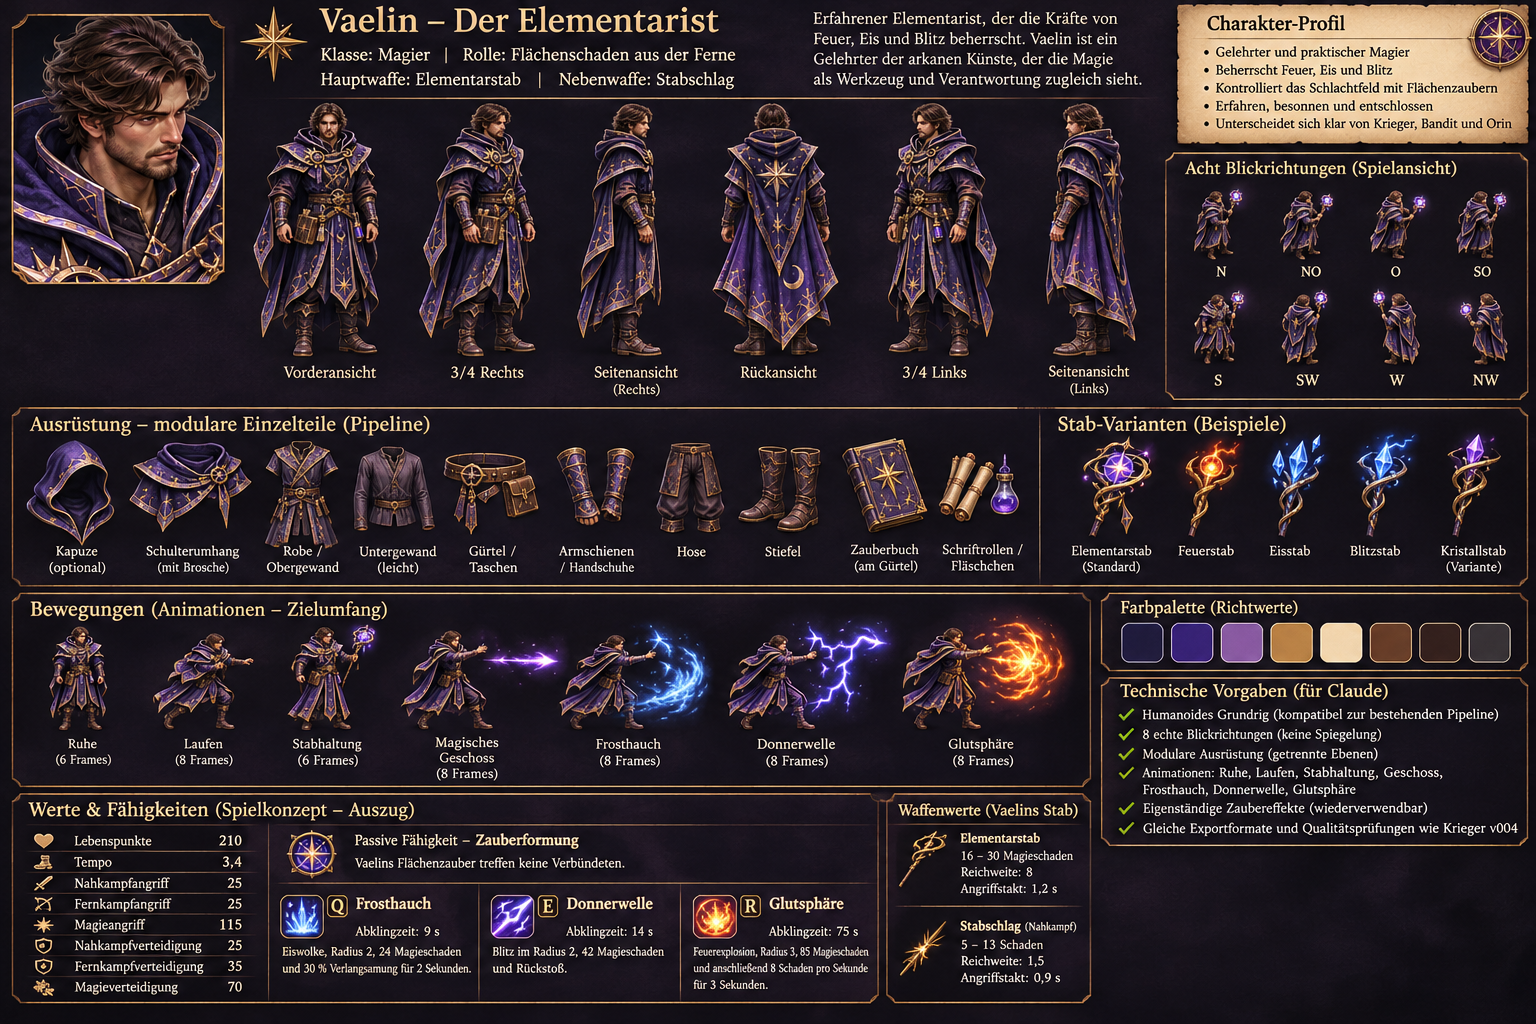 Vaelin – Der Elementarist
Klasse: Magier | Rolle: Flächenschaden aus der Ferne
Hauptwaffe: Elementarstab | Nebenwaffe: Stabschlag
Erfahrener Elementarist, der die Kräfte von
Feuer, Eis und Blitz beherrscht. Vaelin ist ein
Gelehrter der arkanen Künste, der die Magie
als Werkzeug und Verantwortung zugleich sieht.
Charakter-Profil
• Gelehrter und praktischer Magier
• Beherrscht Feuer, Eis und Blitz
• Kontrolliert das Schlachtfeld mit Flächenzaubern
• Erfahren, besonnen und entschlossen
• Unterscheidet sich klar von Krieger, Bandit und Orin
Vorderansicht
3/4 Rechts
Seitenansicht
(Rechts)
Rückansicht
3/4 Links
Seitenansicht
(Links)
Acht Blickrichtungen (Spielansicht)
N
NO
O
SO
S
SW
W
NW
Ausrüstung – modulare Einzelteile (Pipeline)
Kapuze
(optional)
Schulterumhang
(mit Brosche)
Robe /
Obergewand
Untergewand
(leicht)
Gürtel /
Taschen
Armschienen
/ Handschuhe
Hose
Stiefel
Zauberbuch
(am Gürtel)
Schriftrollen /
Fläschchen
Stab-Varianten (Beispiele)
Elementarstab
(Standard)
Feuerstab
Eisstab
Blitzstab
Kristallstab
(Variante)
Bewegungen (Animationen – Zielumfang)
Ruhe
(6 Frames)
Laufen
(8 Frames)
Stabhaltung
(6 Frames)
Magisches
Geschoss
(8 Frames)
Frosthauch
(8 Frames)
Donnerwelle
(8 Frames)
Glutsphäre
(8 Frames)
Farbpalette (Richtwerte)
Technische Vorgaben (für Claude)
Humanoides Grundrig (kompatibel zur bestehenden Pipeline)
8 echte Blickrichtungen (keine Spiegelung)
Modulare Ausrüstung (getrennte Ebenen)
Animationen: Ruhe, Laufen, Stabhaltung, Geschoss,
Frosthauch, Donnerwelle, Glutsphäre
Eigenständige Zaubereffekte (wiederverwendbar)
Gleiche Exportformate und Qualitätsprüfungen wie Krieger v004
Werte & Fähigkeiten (Spielkonzept – Auszug)
Lebenspunkte 210
Tempo 3,4
Nahkampfangriff 25
Fernkampfangriff 25
Magieangriff 115
Nahkampfverteidigung 25
Fernkampfverteidigung 35
Magieverteidigung 70
Passive Fähigkeit – Zauberformung
Vaelins Flächenzauber treffen keine Verbündeten.
Q Frosthauch
Abklingzeit: 9 s
Eiswolke, Radius 2, 24 Magieschaden
und 30 % Verlangsamung für 2 Sekunden.
E Donnerwelle
Abklingzeit: 14 s
Blitz im Radius 2, 42 Magieschaden
und Rückstoß.
R Glutsphäre
Abklingzeit: 75 s
Feuerexplosion, Radius 3, 85 Magieschaden
und anschließend 8 Schaden pro Sekunde
für 3 Sekunden.
Waffenwerte (Vaelins Stab)
Elementarstab
16 – 30 Magieschaden
Reichweite: 8
Angriffstakt: 1,2 s
Stabschlag (Nahkampf)
5 – 13 Schaden
Reichweite: 1,5
Angriffstakt: 0,9 s